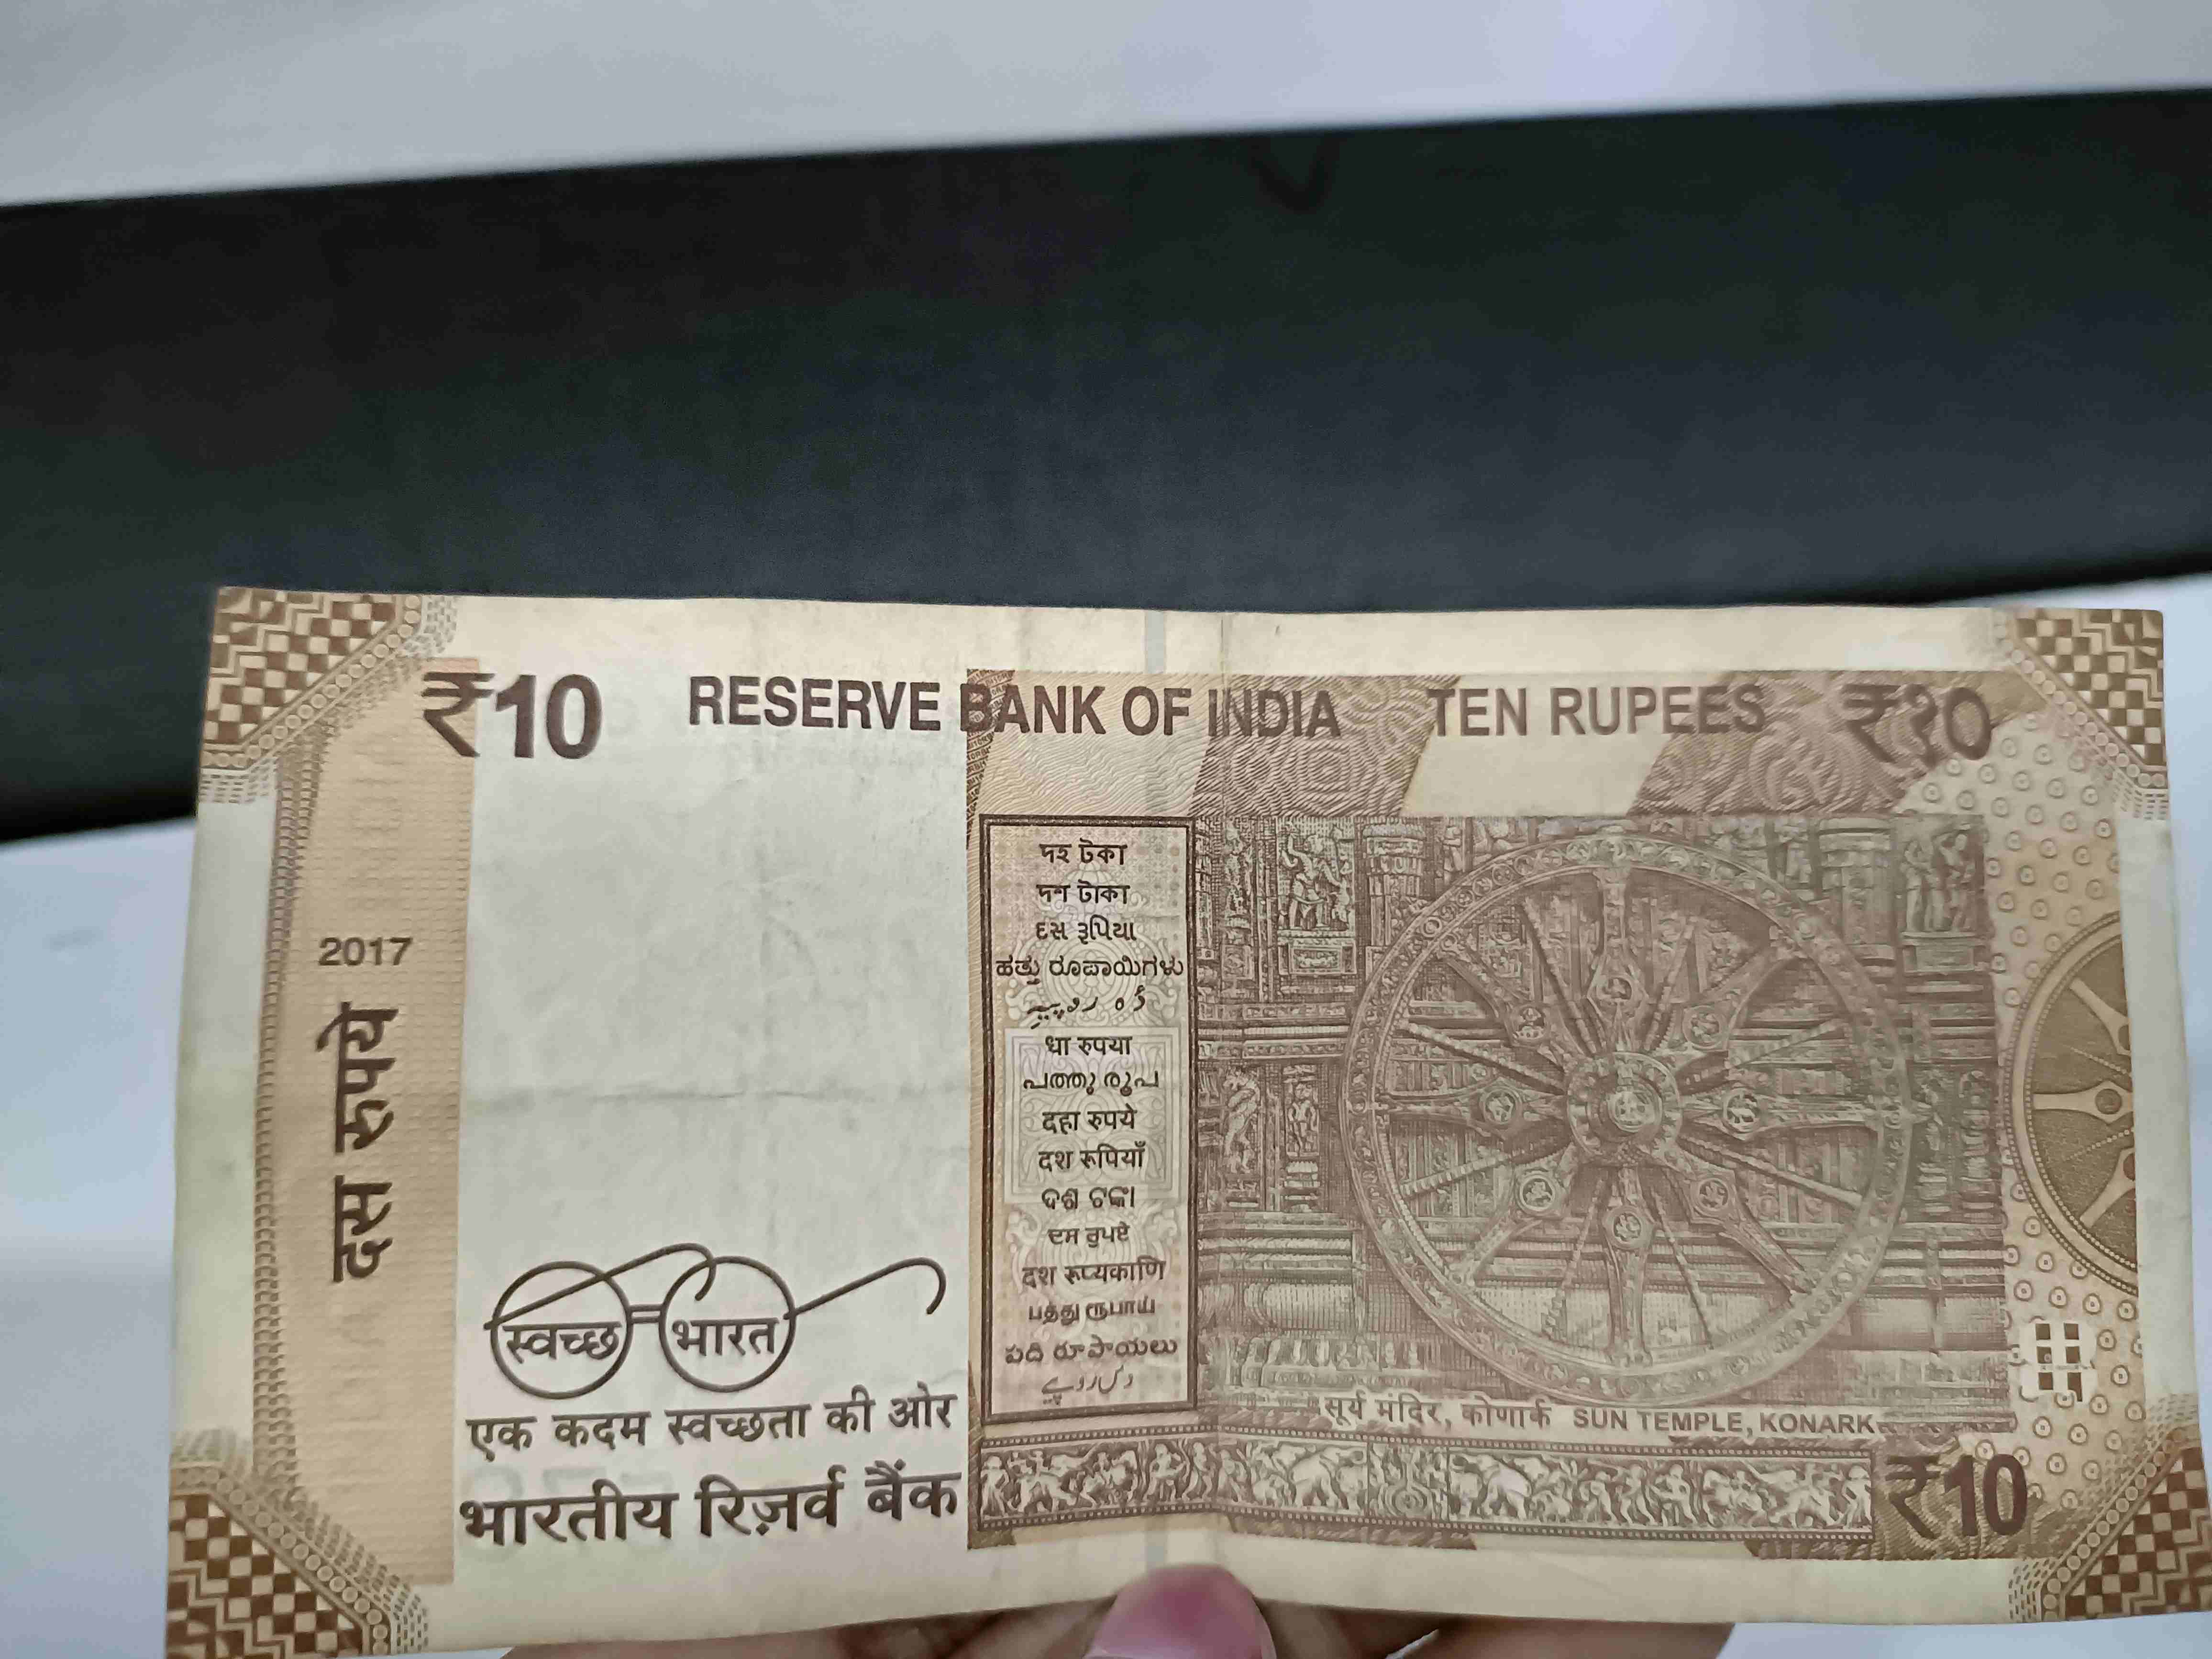 ₹10 RESERVE BANK OF INDIA TEN RUPEES ₹१०
2017
दस रुपये
দহ টকা
দশ টাকা
દસ રૂપિયા
ಹತ್ತು ರೂಪಾಯಿಗಳು
دٔہ روپیہِ
धा रुपया
പത്തു രൂപ
दहा रुपये
दश रूपियाँ
ଦଶ ଟଙ୍କା
ਦਸ ਰੁਪਏ
दश रूप्यकाणि
பத்து ரூபாய்
పది రూపాయలు
دس روپے
स्वच्छ भारत
एक कदम स्वच्छता की ओर
भारतीय रिज़र्व बैंक
सूर्य मंदिर, कोणार्क SUN TEMPLE, KONARK
₹10